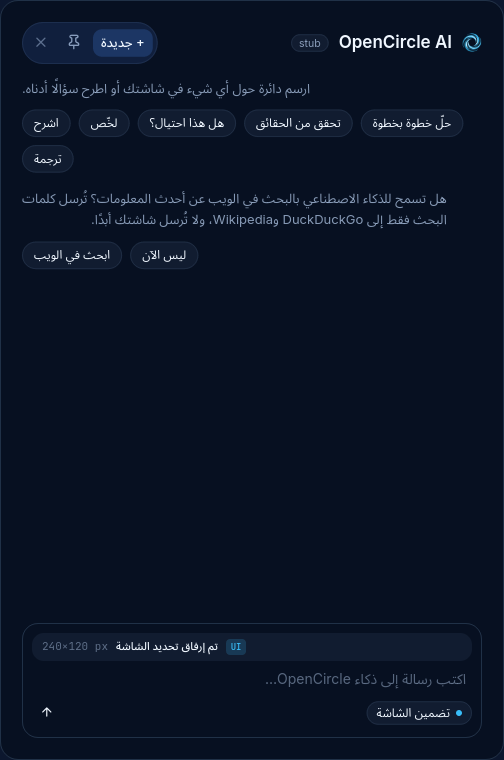 OpenCircle AI
stub
+ جديدة
ارسم دائرة حول أي شيء في شاشتك أو اطرح سؤالًا أدناه.
حلّ خطوة بخطوة
تحقق من الحقائق
هل هذا احتيال؟
لخّص
اشرح
ترجمة
هل تسمح للذكاء الاصطناعي بالبحث في الويب عن أحدث المعلومات؟ تُرسل كلمات
البحث فقط إلى DuckDuckGo وWikipedia، ولا تُرسل شاشتك أبدًا.
ليس الآن
ابحث في الويب
UI
تم إرفاق تحديد الشاشة
240×120 px
اكتب رسالة إلى ذكاء OpenCircle...
تضمين الشاشة